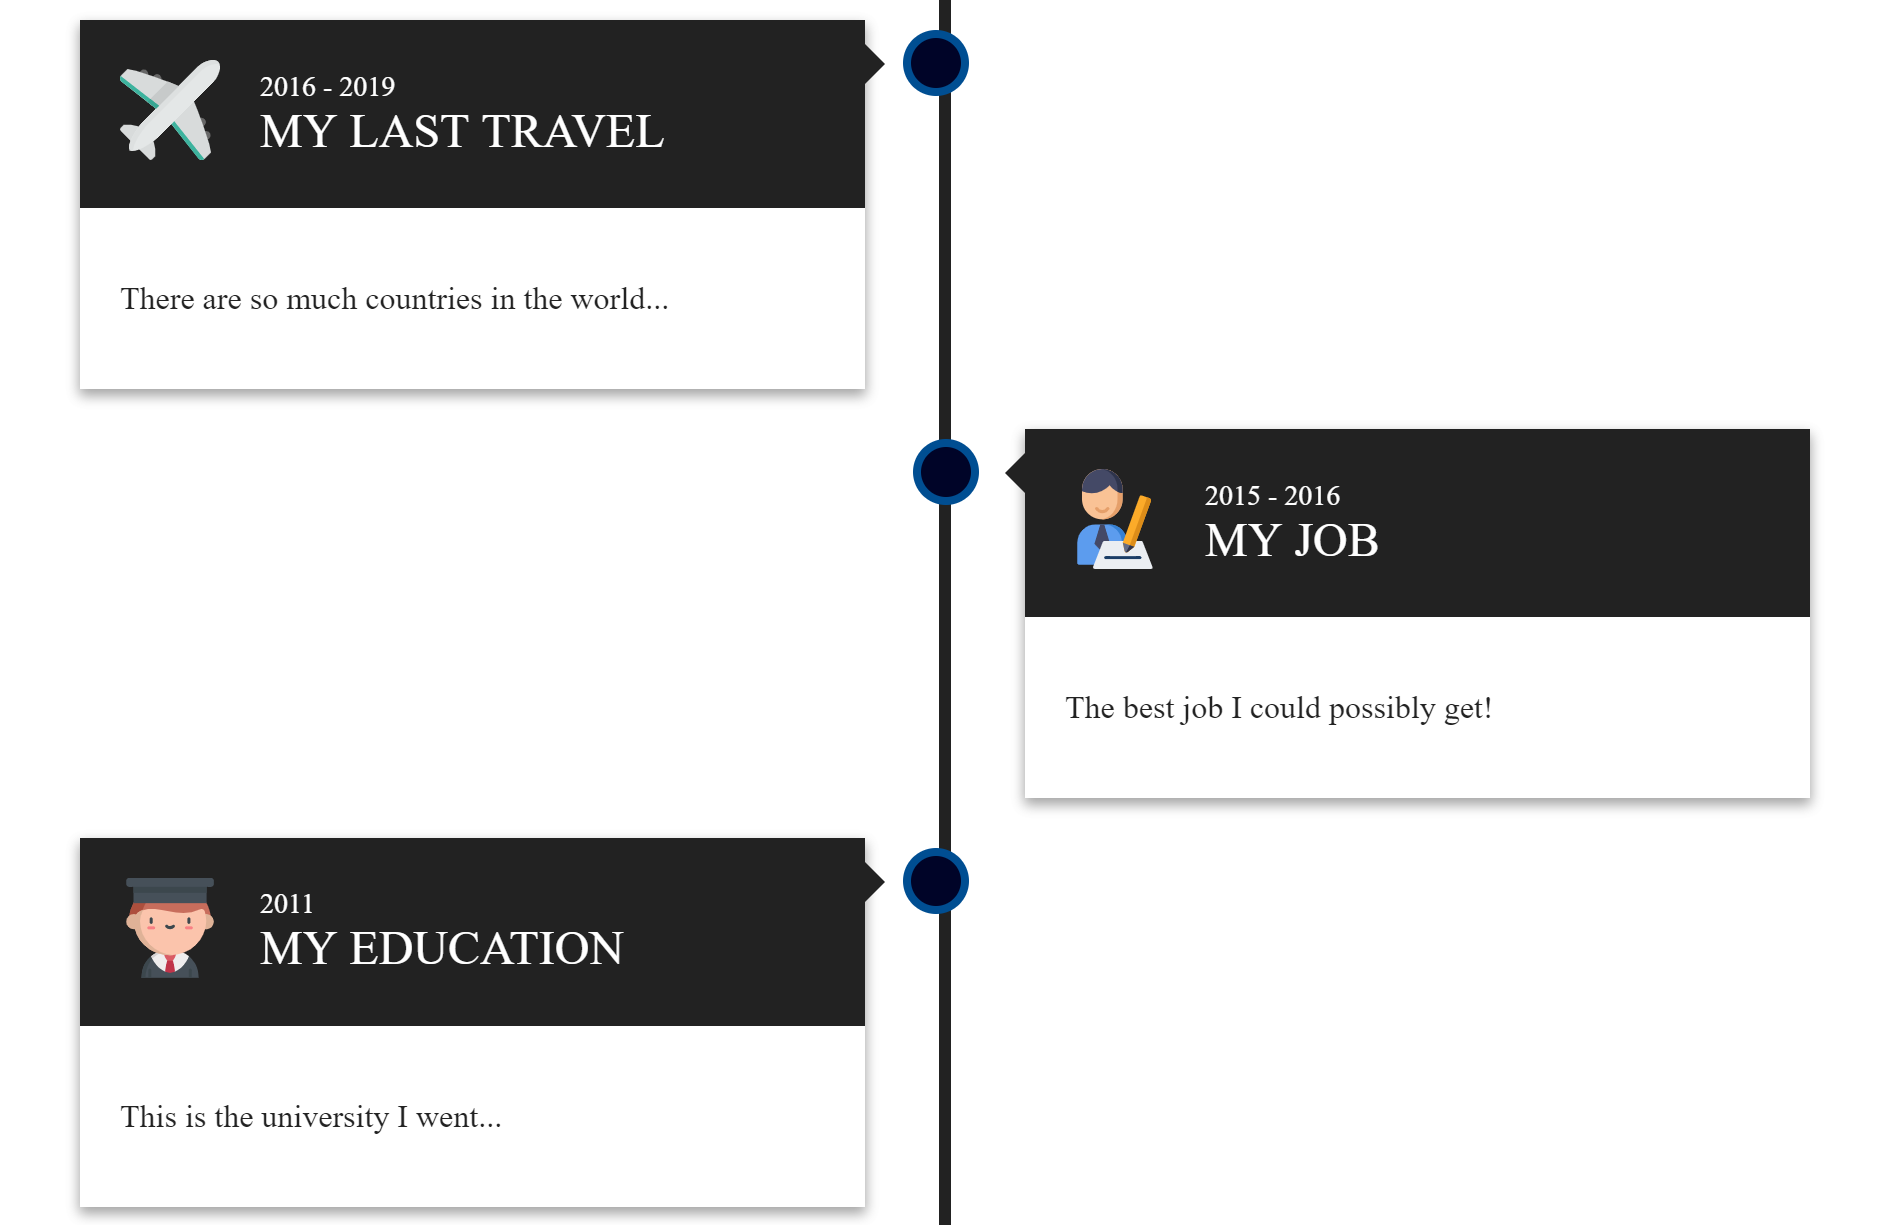 2016 - 2019
MY LAST TRAVEL
There are so much countries in the world...
2015 - 2016
MY JOB
The best job I could possibly get!
2011
MY EDUCATION
This is the university I went...